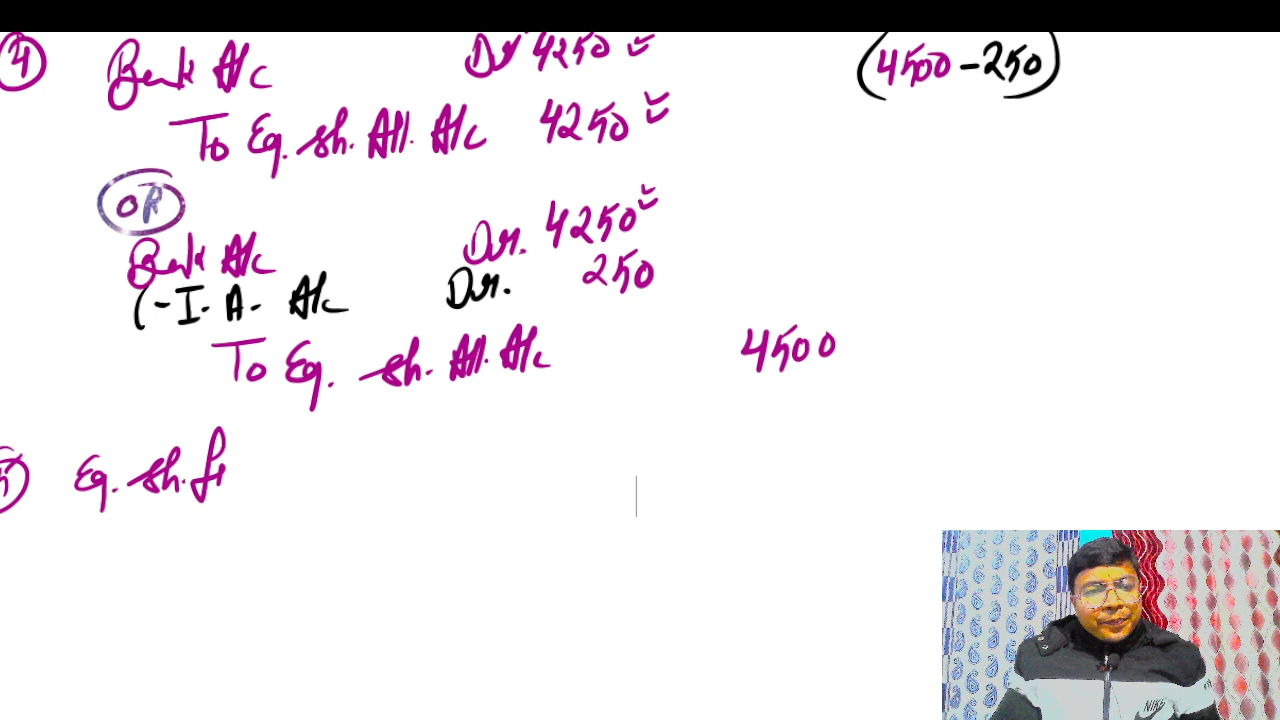 4 Bank A/c Dr 4250
(4500 - 250)
To Eq. sh. All. A/c 4250
OR
Bank A/c Dr. 4250
C-I-A- A/c Dr. 250
To Eq. sh. All. A/c 4500
Eq. sh.
NIKE